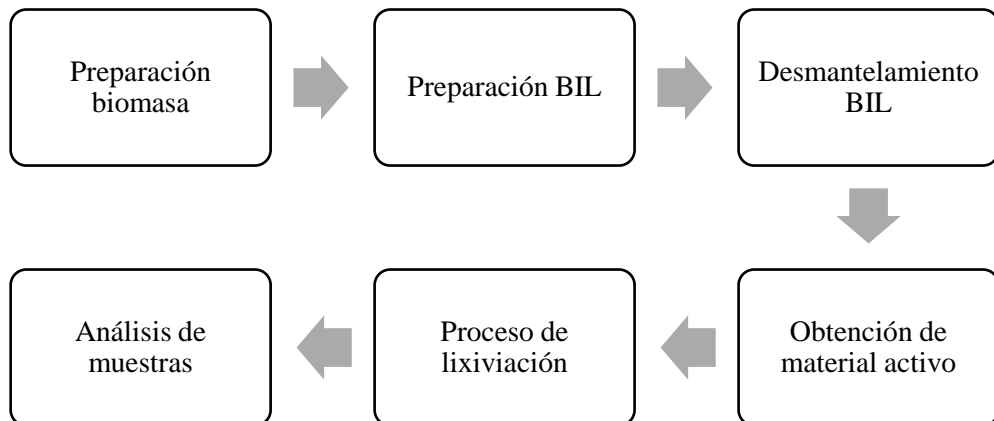 Preparación
biomasa
Preparación BIL
Desmantelamiento
BIL
Obtención de
material activo
Proceso de
lixiviación
Análisis de
muestras